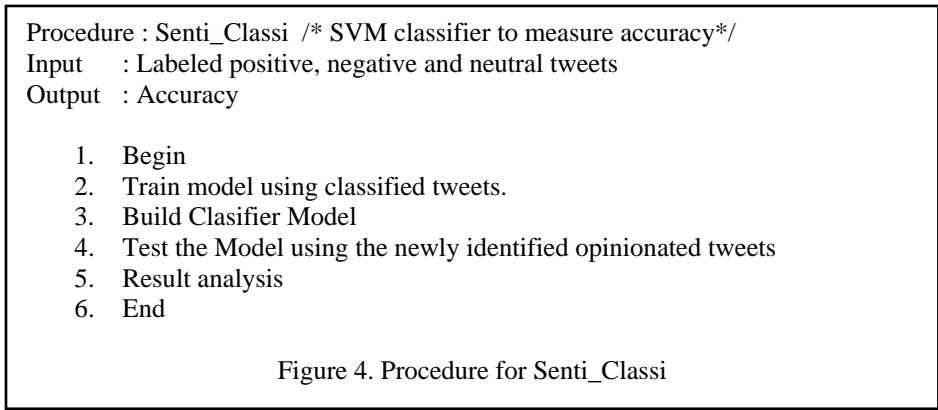 Procedure : Senti_Classi /* SVM classifier to measure accuracy*/
Input : Labeled positive, negative and neutral tweets
Output : Accuracy
1. Begin
2. Train model using classified tweets.
3. Build Clasifier Model
4. Test the Model using the newly identified opinionated tweets
5. Result analysis
6. End
Figure 4. Procedure for Senti_Classi